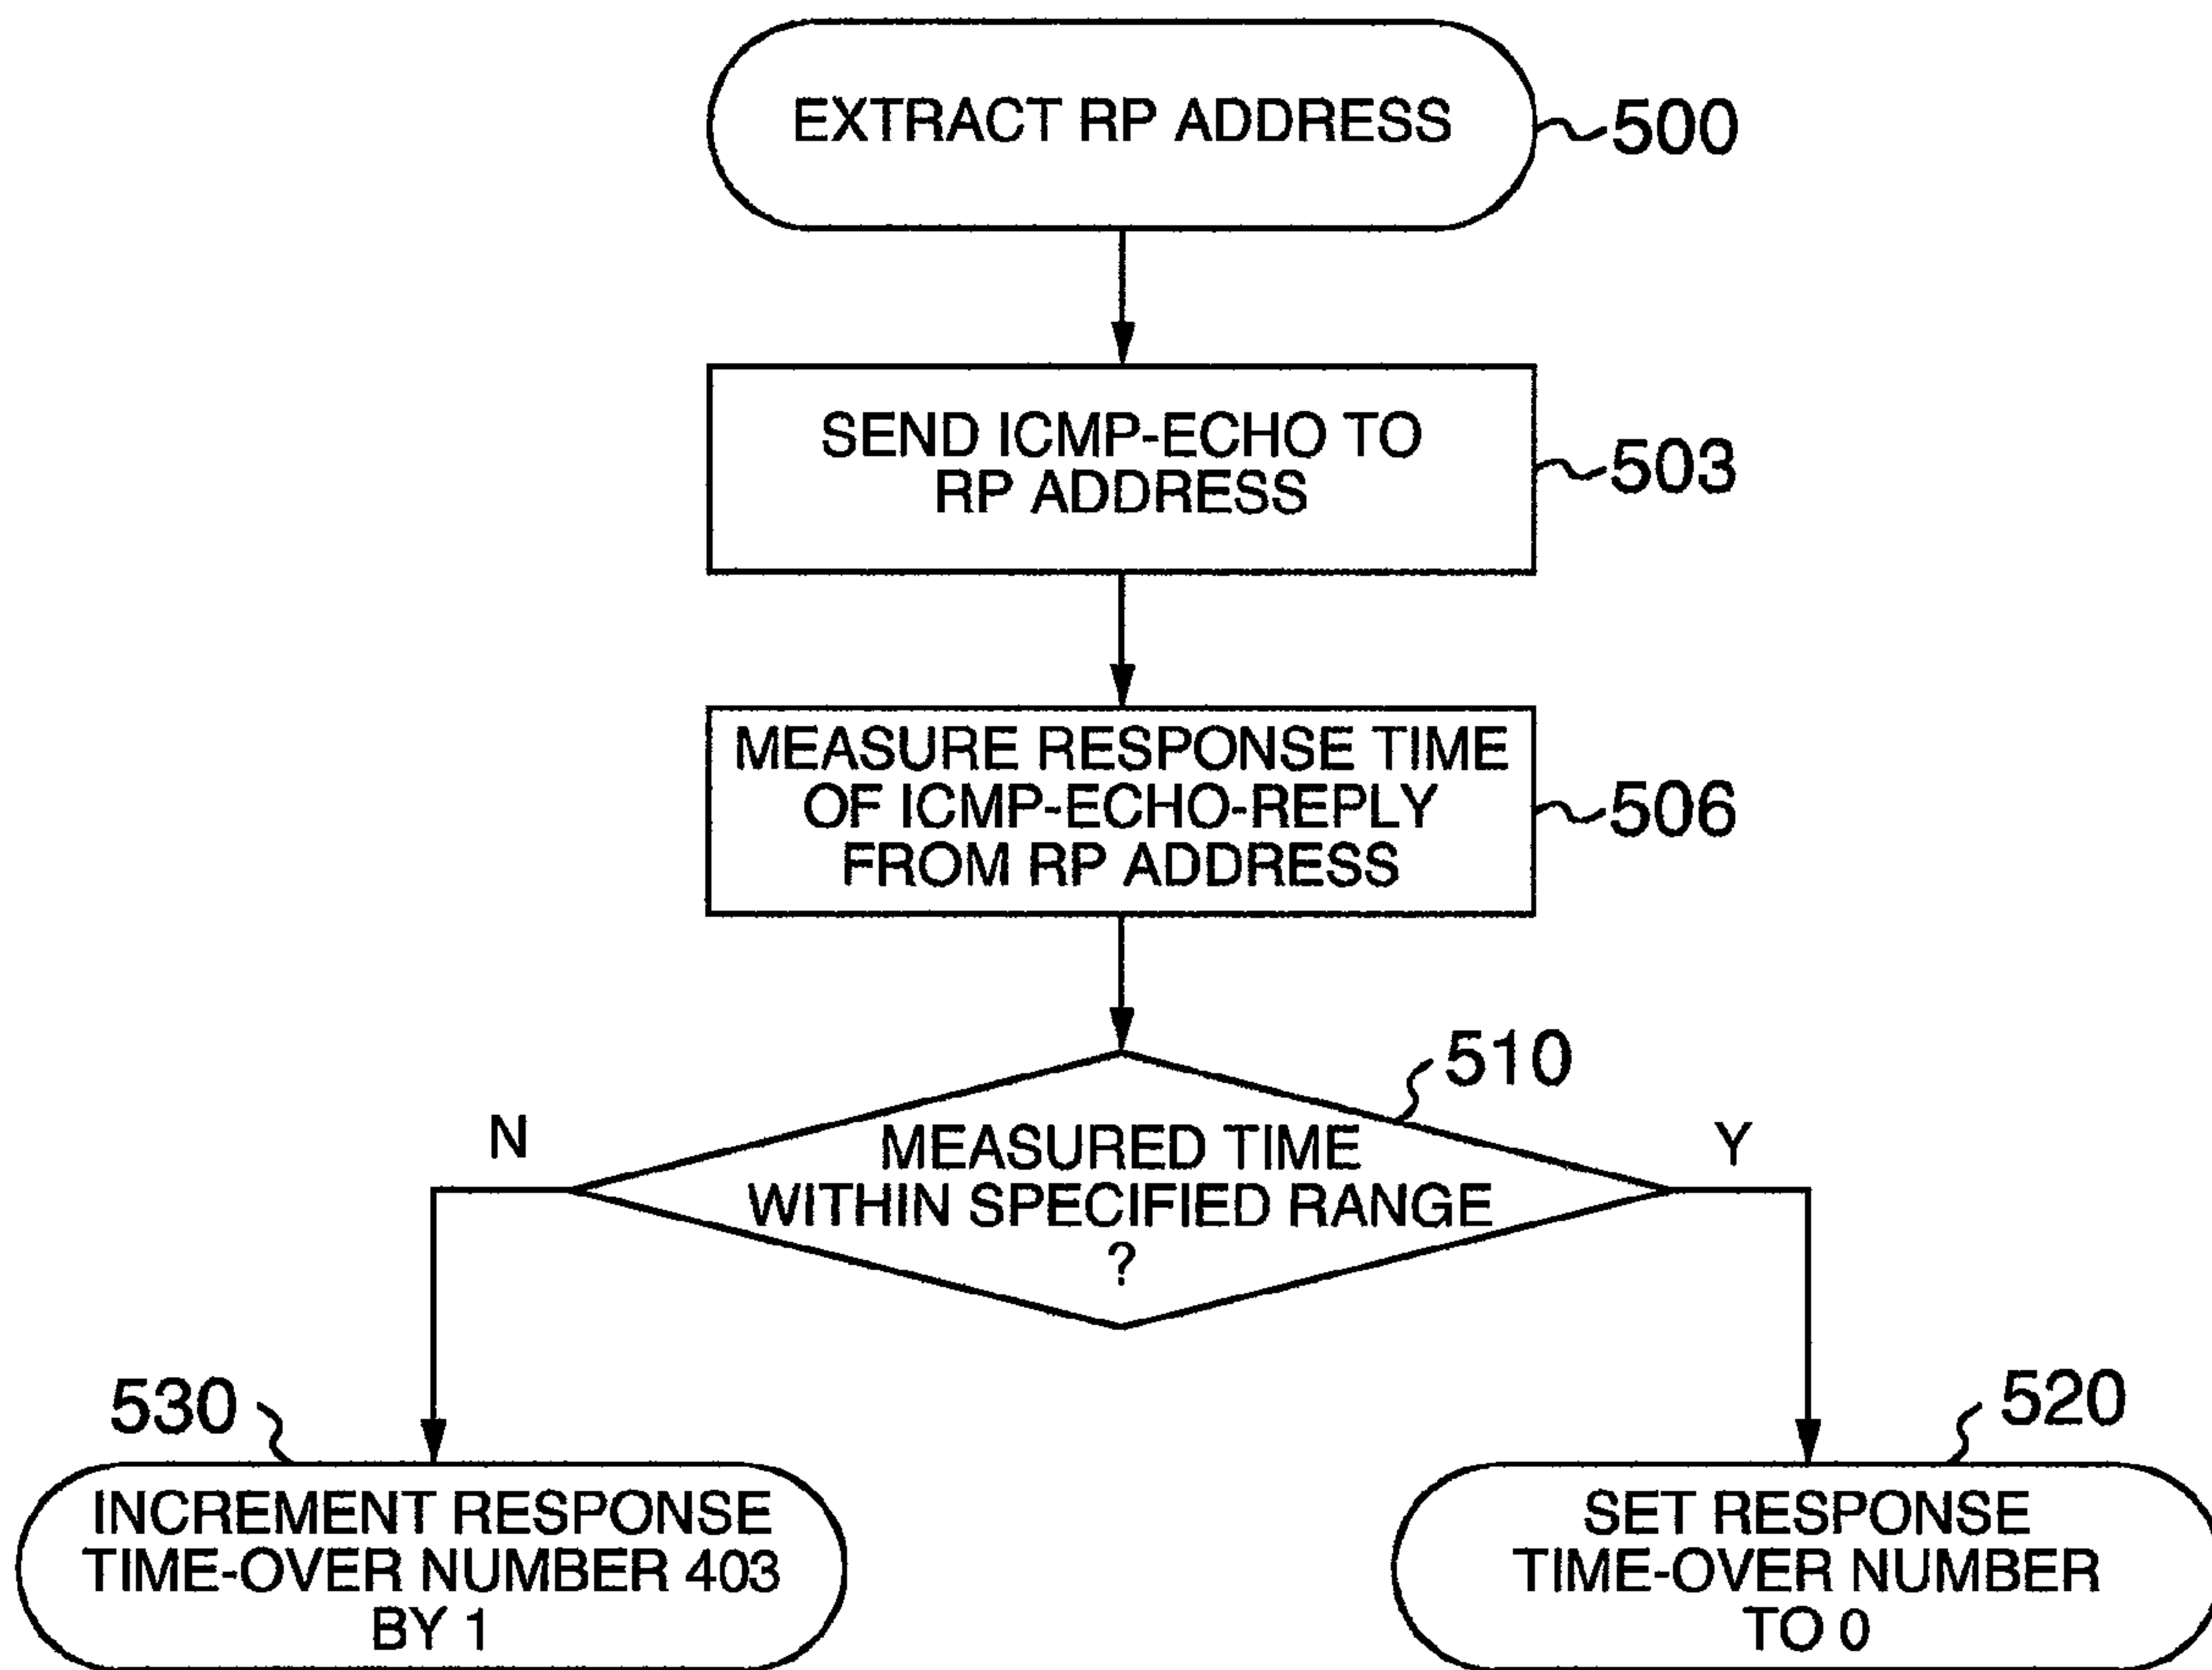 EXTRACT RP ADDRESS
500
SEND ICMP-ECHO TO
RP ADDRESS
503
MEASURE RESPONSE TIME
OF ICMP-ECHO-REPLY
FROM RP ADDRESS
506
510
N
MEASURED TIME
WITHIN SPECIFIED RANGE
?
Y
530
INCREMENT RESPONSE
TIME-OVER NUMBER 403
BY 1
520
SET RESPONSE
TIME-OVER NUMBER
TO 0